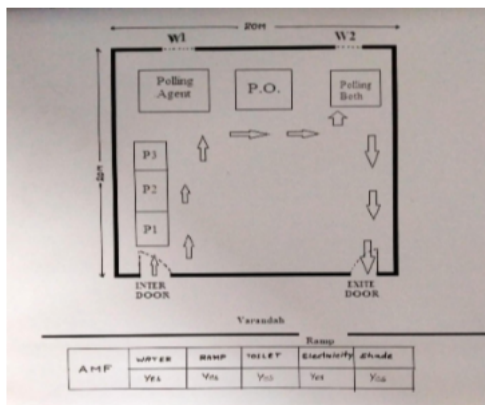 20M
W1
W2
Polling
Agent
P.O.
Polling
Both
P3
P2
P1
INTER
DOOR
EXITE
DOOR
Varandah
Ramp
AMF
WATER RAMP TOILET Electricity Shade
Yes Yes Yes Yes Yes